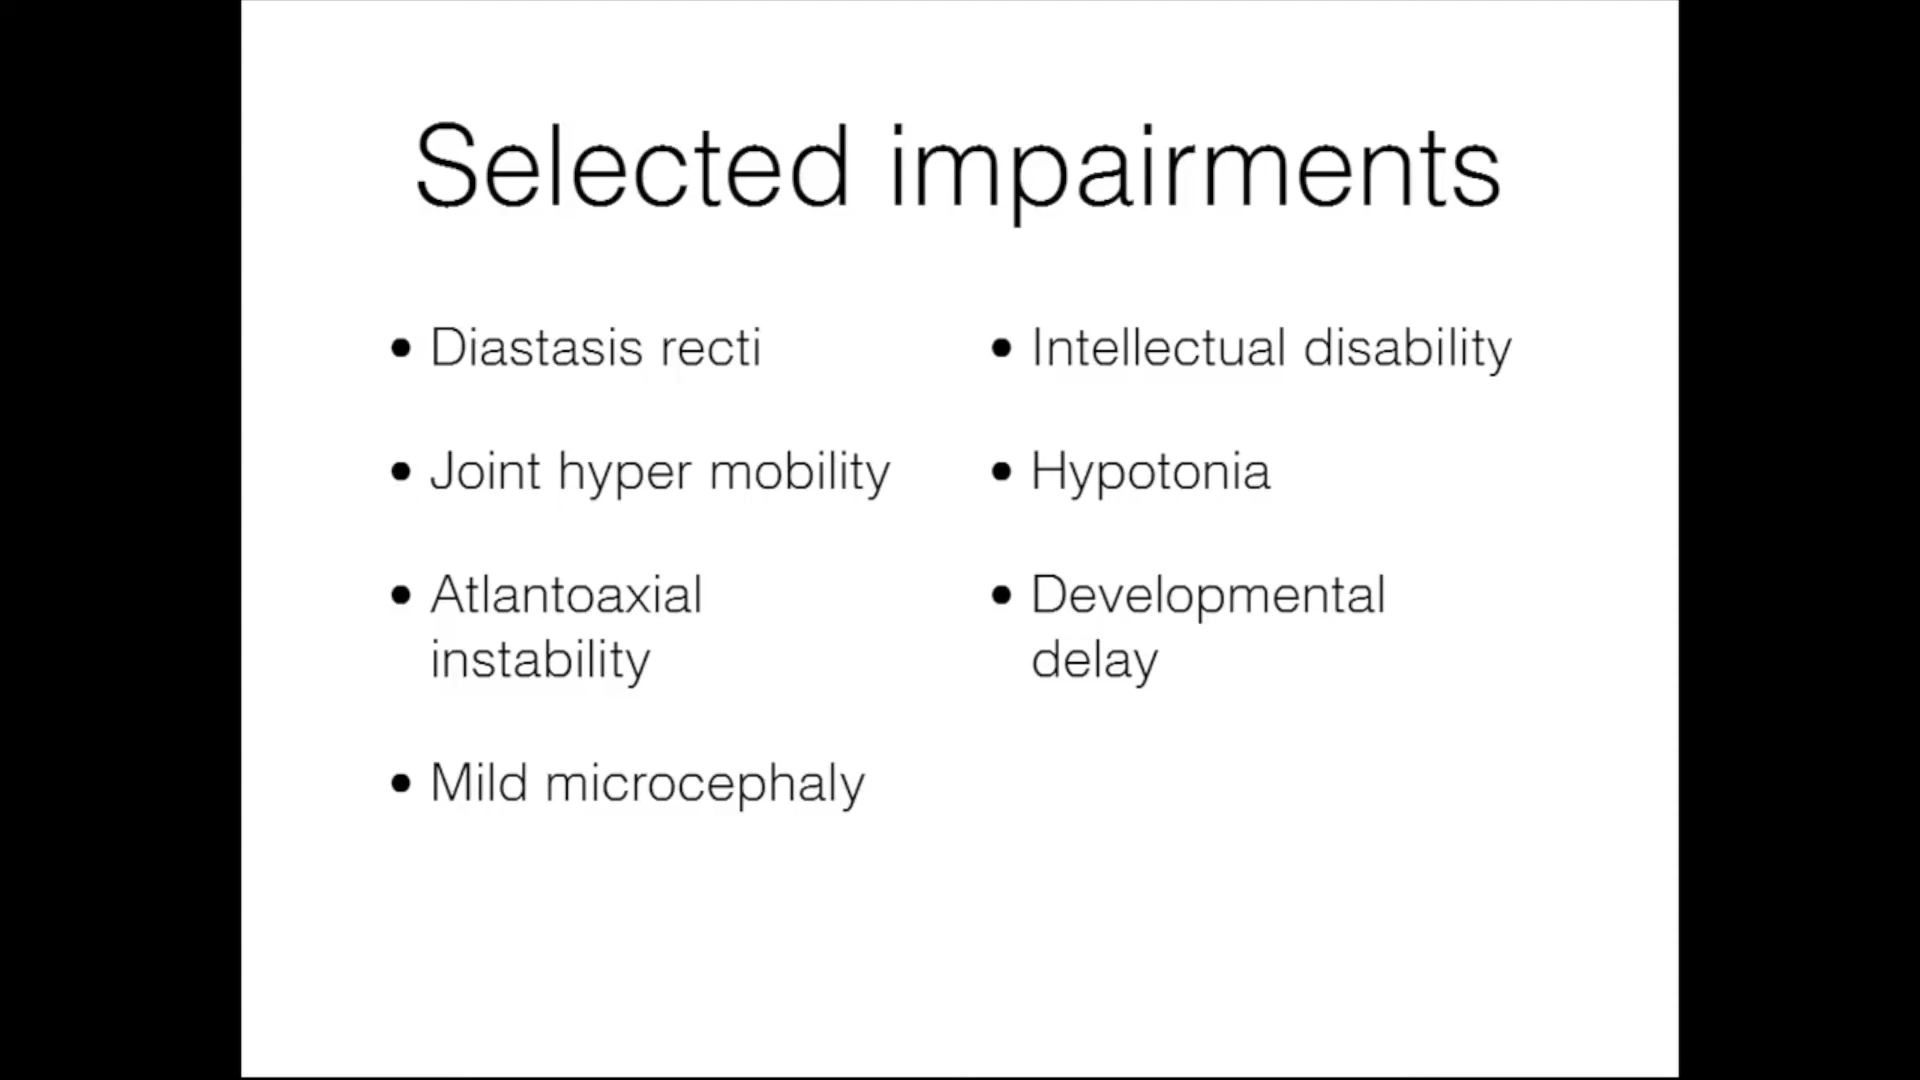 Selected impairments
• Diastasis recti
• Joint hyper mobility
• Atlantoaxial
instability
• Mild microcephaly
• Intellectual disability
• Hypotonia
• Developmental
delay